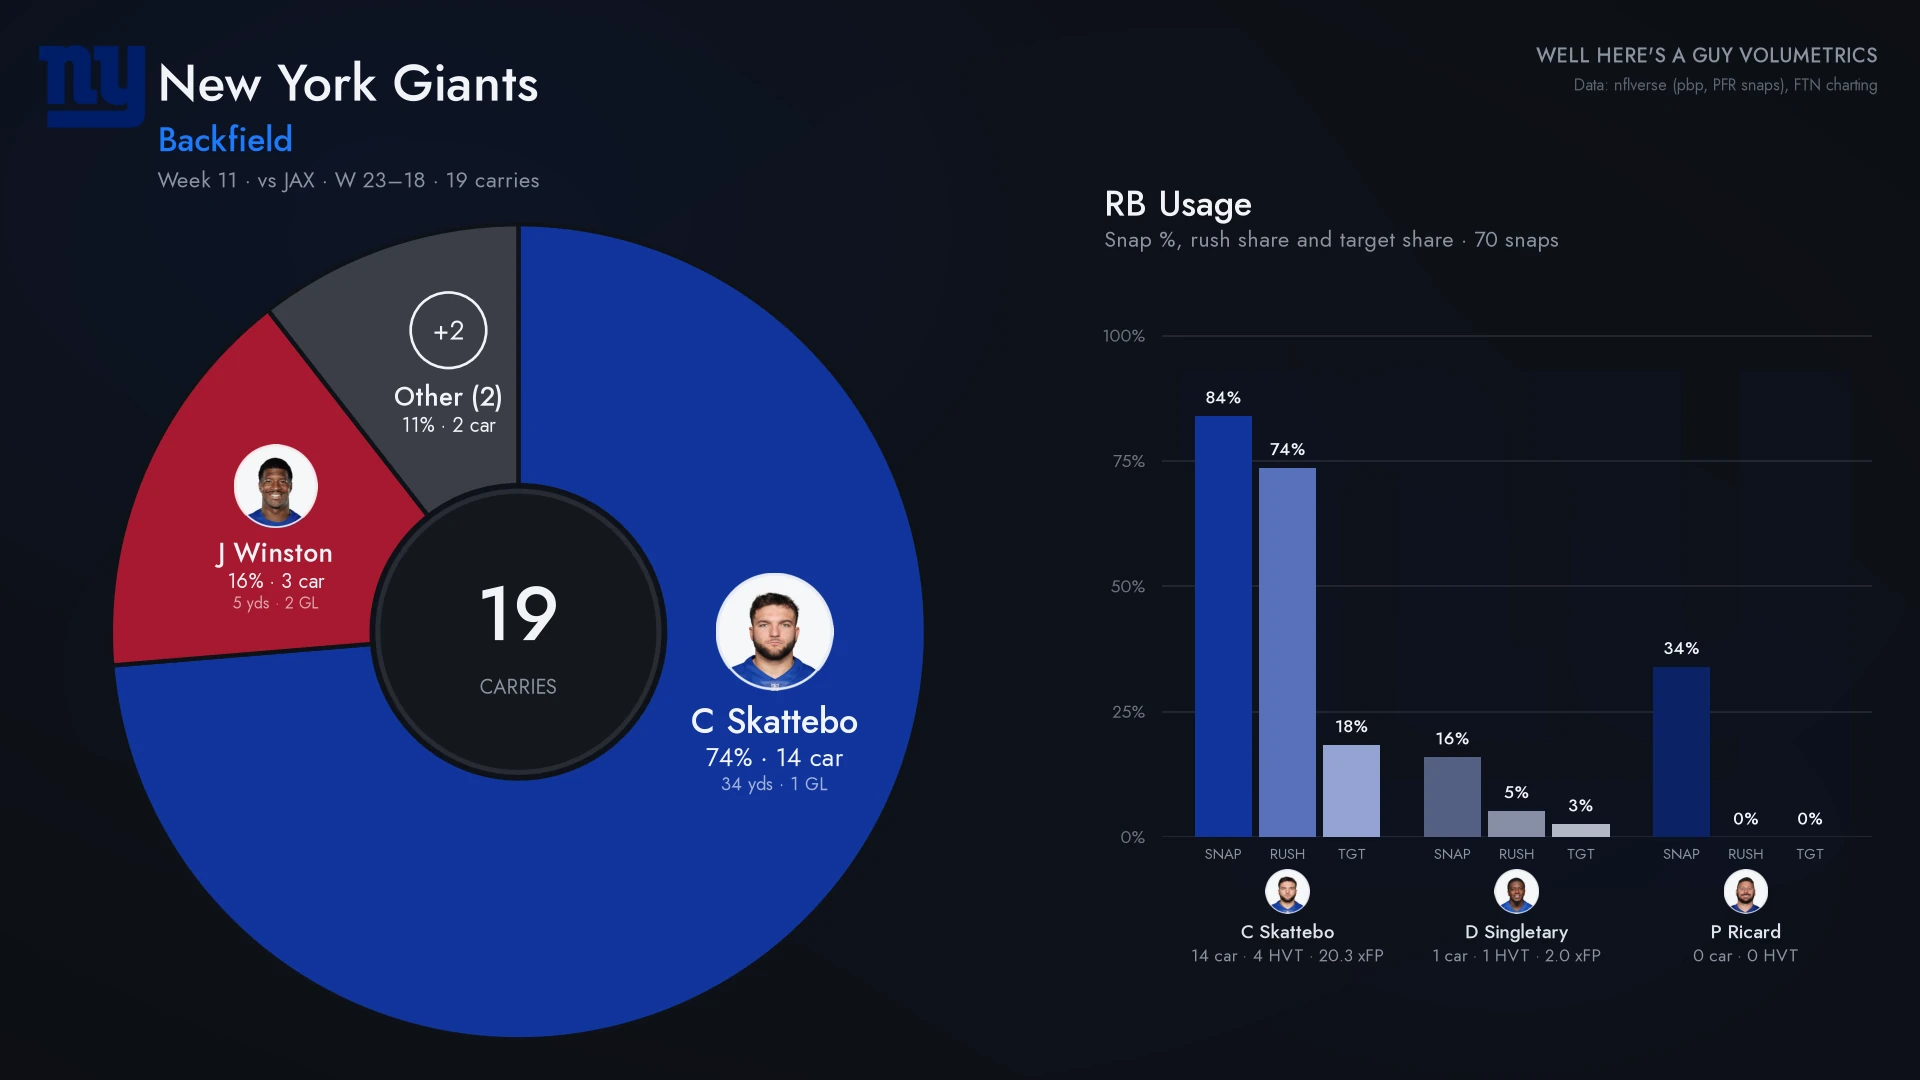 ny
New York Giants
Backfield
Week 11 · vs JAX · W 23–18 · 19 carries
WELL HERE'S A GUY VOLUMETRICS
Data: nflverse (pbp, PFR snaps), FTN charting
+2
Other (2)
11% · 2 car
J Winston
16% · 3 car
5 yds · 2 GL
19
CARRIES
C Skattebo
74% · 14 car
34 yds · 1 GL
RB Usage
Snap %, rush share and target share · 70 snaps
100%
75%
50%
25%
0%
84%
74%
18%
16%
5%
3%
34%
0%
0%
SNAP RUSH TGT SNAP RUSH TGT SNAP RUSH TGT
C Skattebo
14 car · 4 HVT · 20.3 xFP
D Singletary
1 car · 1 HVT · 2.0 xFP
P Ricard
0 car · 0 HVT